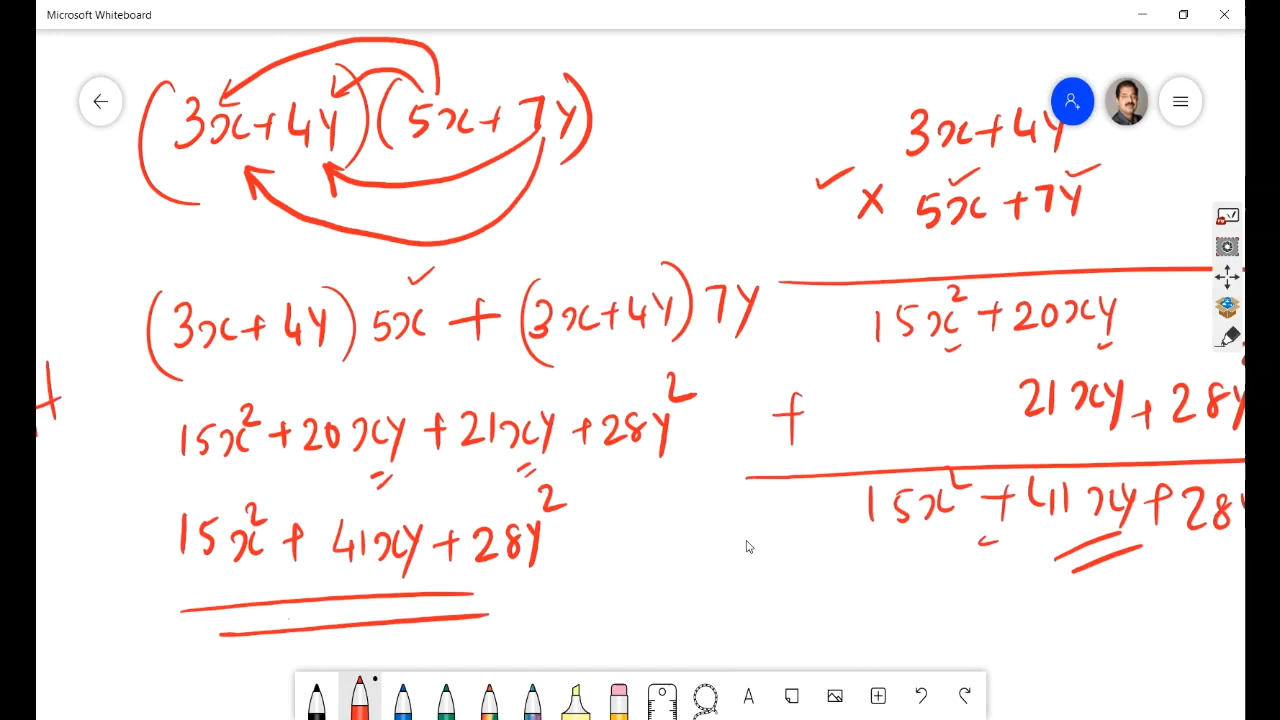 Microsoft Whiteboard
(3x+4y)(5x+7y)
(3x+4y) 5x + (3x+4y) 7y
15x²+20xy+21xy+28y²
15x²+41xy+28y²
3x+4y
× 5x+7y
15x²+20xy
+ 21xy+28y
15x²+41xy+28
A